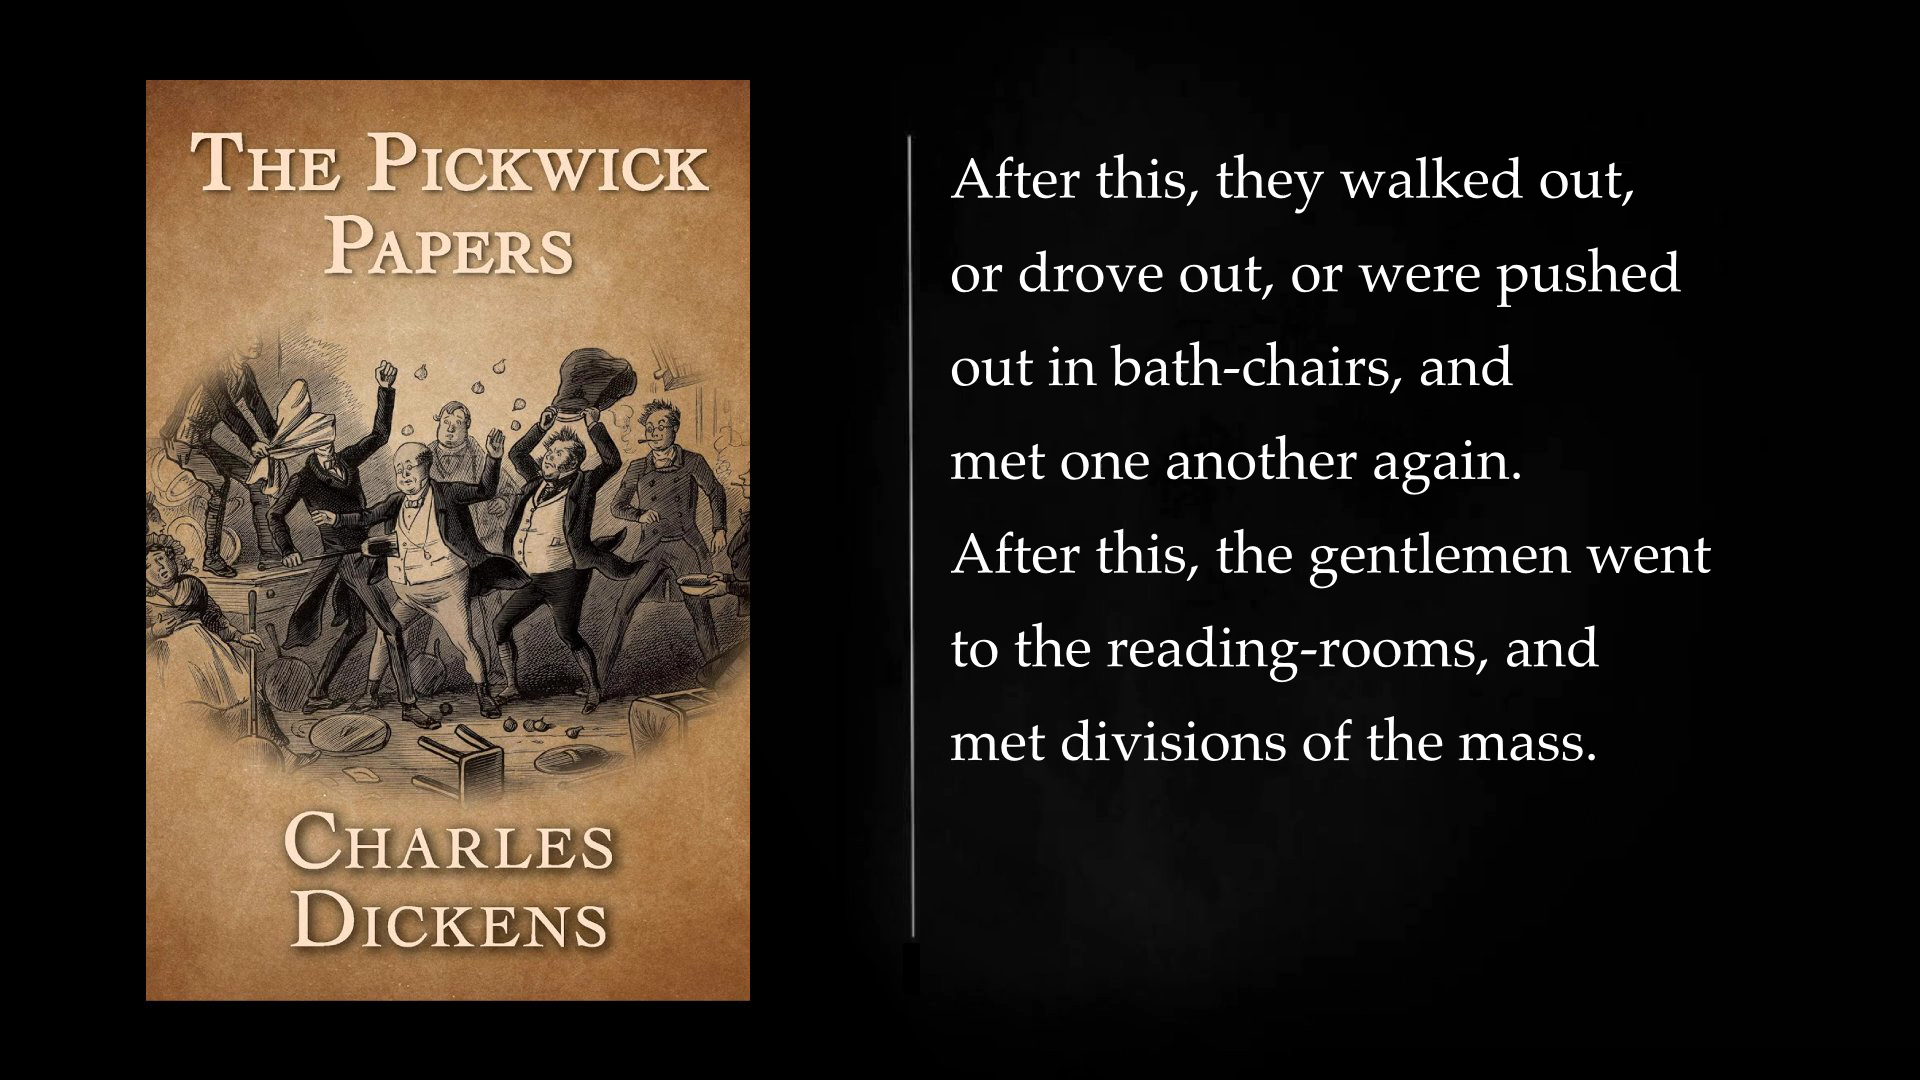 The Pickwick
Papers
Charles
Dickens
After this, they walked out,
or drove out, or were pushed
out in bath-chairs, and
met one another again.
After this, the gentlemen went
to the reading-rooms, and
met divisions of the mass.